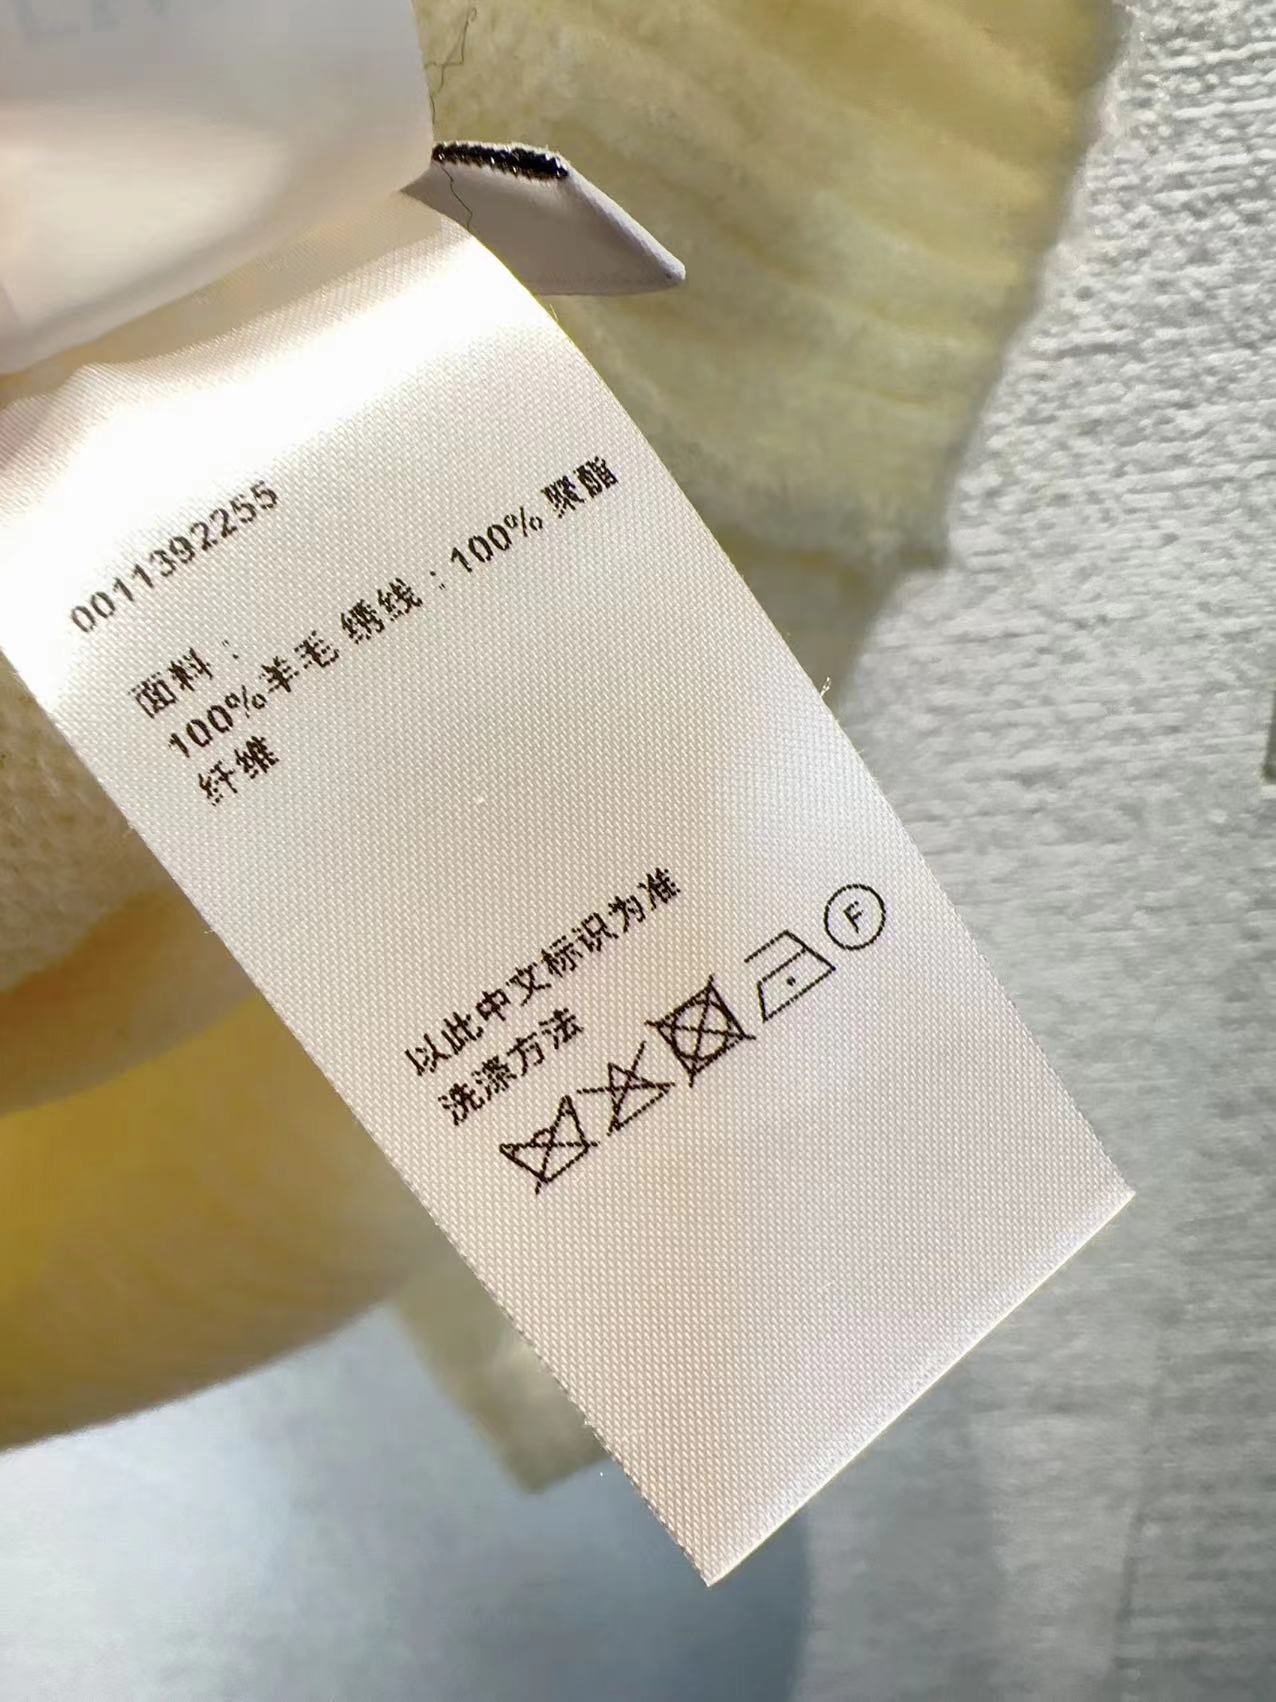 0011392255
面料：
100%羊毛 绣线：100% 聚酯
纤维
以此中文标识为准
洗涤方法
F